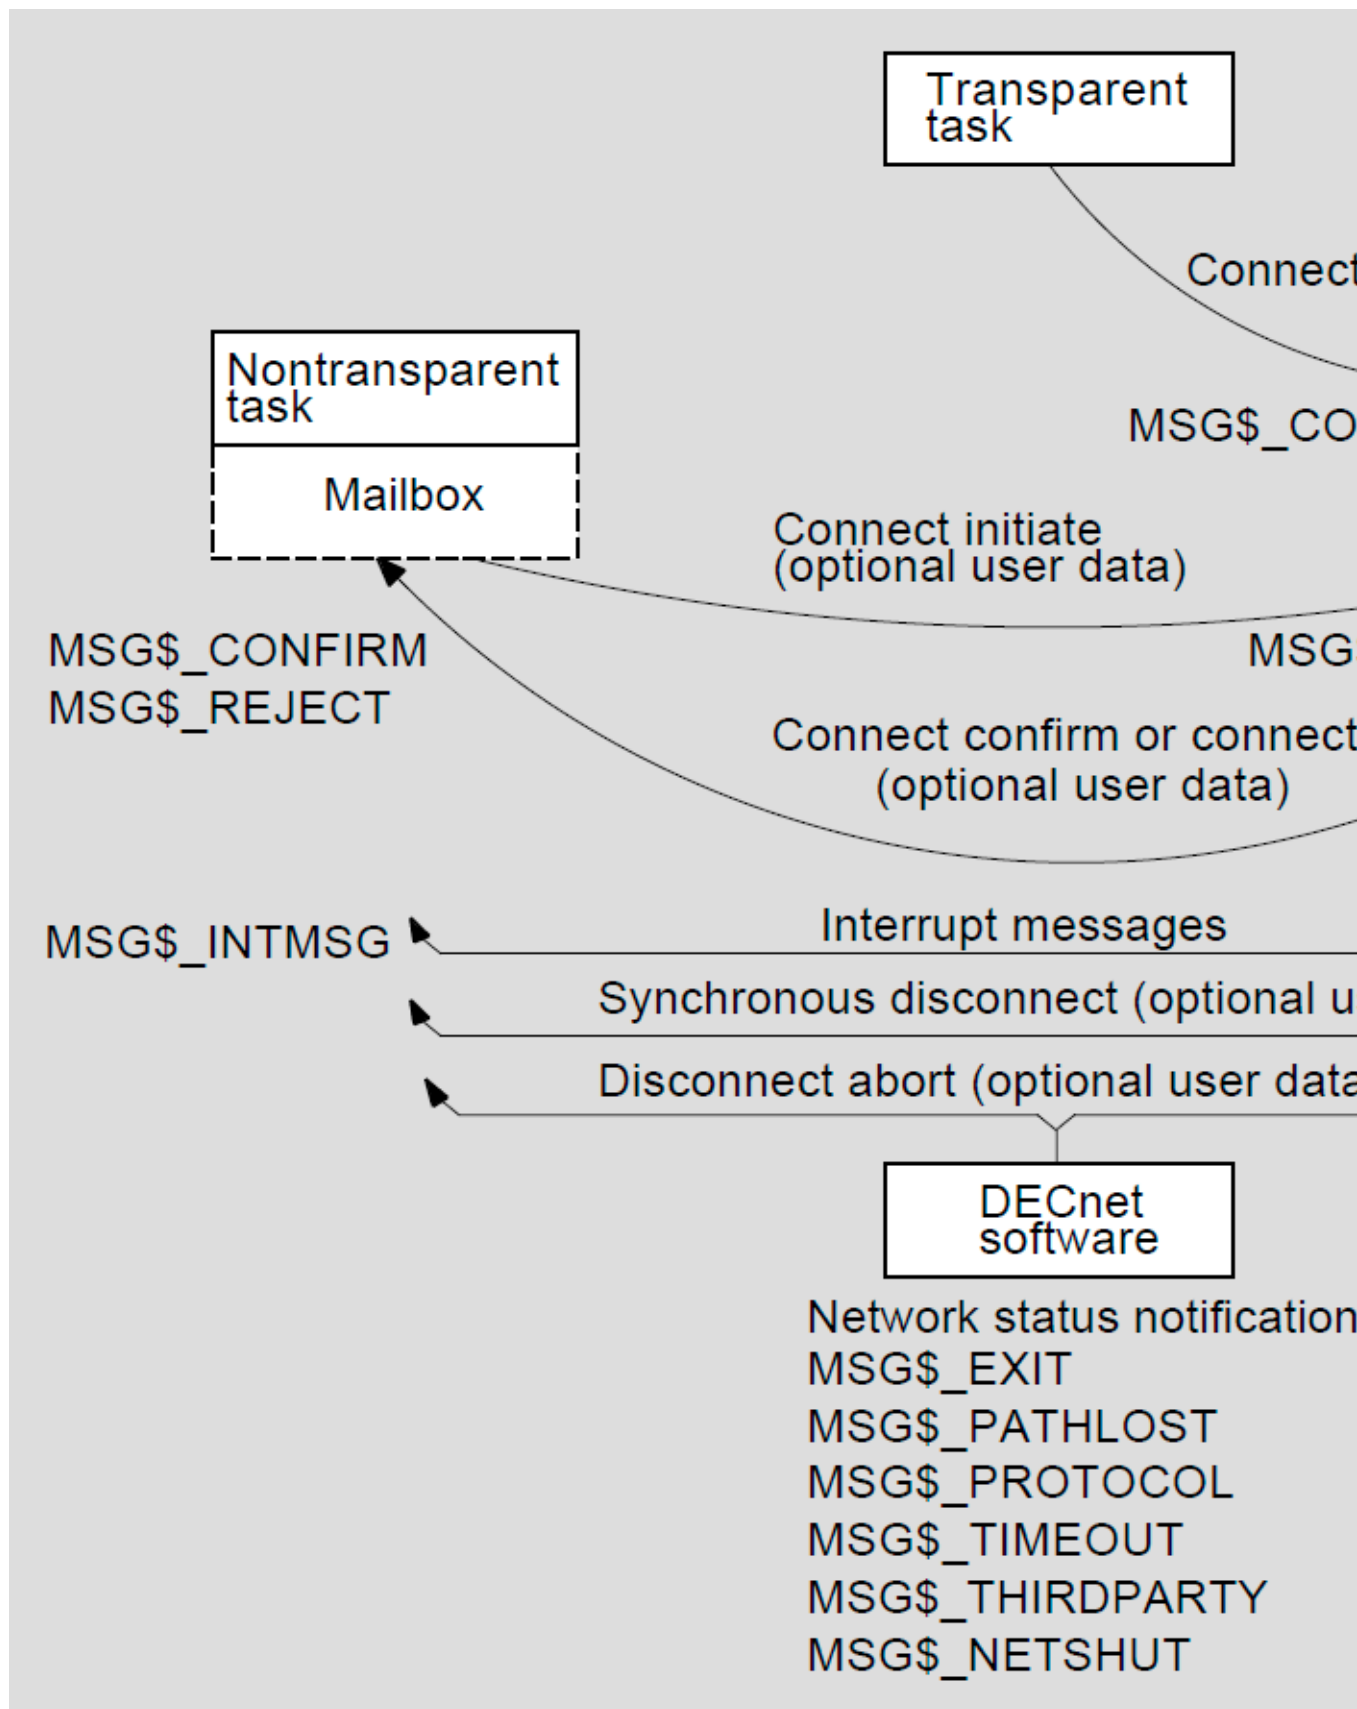 Transparent
task
Connect
Nontransparent
task
MSG$_CO
Mailbox
Connect initiate
(optional user data)
MSG$_CONFIRM
MSG
MSG$_REJECT
Connect confirm or connect
(optional user data)
Interrupt messages
MSG$_INTMSG
Synchronous disconnect (optional u
Disconnect abort (optional user data
DECnet
software
Network status notification
MSG$_EXIT
MSG$_PATHLOST
MSG$_PROTOCOL
MSG$_TIMEOUT
MSG$_THIRDPARTY
MSG$_NETSHUT